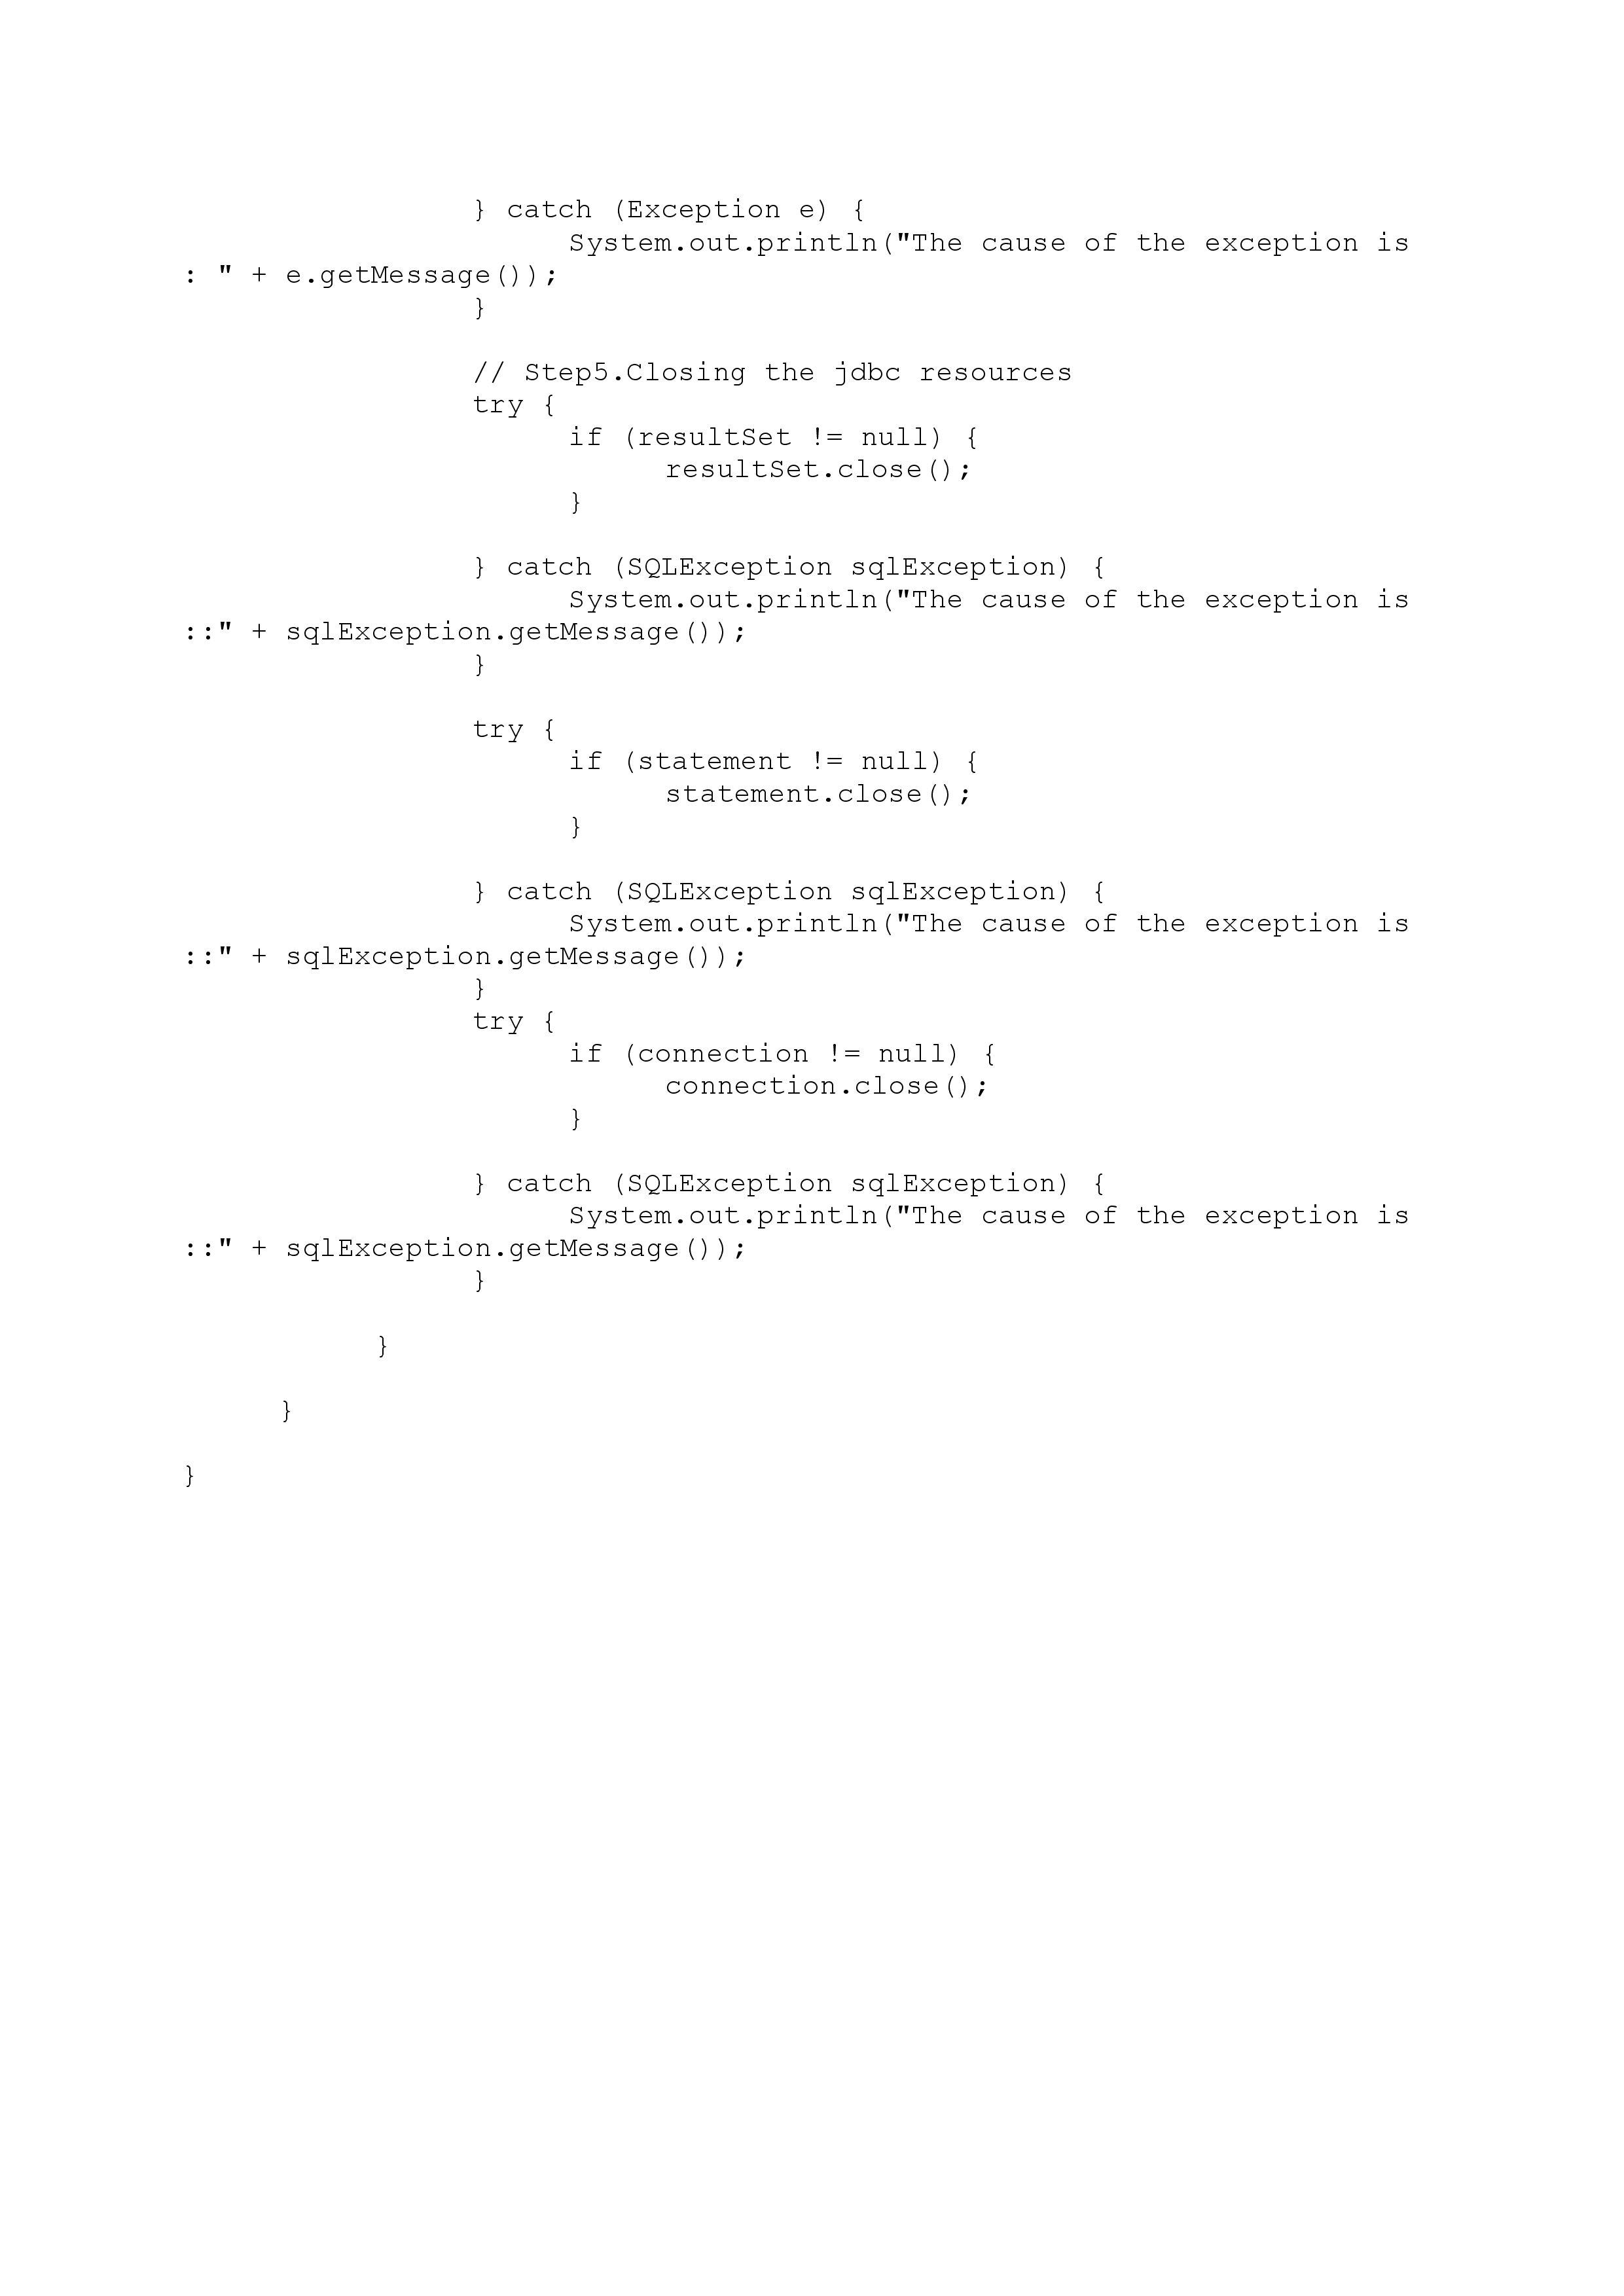 } catch (Exception e) {
System.out.println("The cause of the exception is
: " + e.getMessage());
}
// Step5.Closing the jdbc resources
try {
if (resultSet != null) {
resultSet.close();
}
} catch (SQLException sqlException) {
System.out.println("The cause of the exception is
::" + sqlException.getMessage());
}
try {
if (statement != null) {
statement.close();
}
} catch (SQLException sqlException) {
System.out.println("The cause of the exception is
::" + sqlException.getMessage());
}
try {
if (connection != null) {
connection.close();
}
} catch (SQLException sqlException) {
System.out.println("The cause of the exception is
::" + sqlException.getMessage());
}
}
}
}